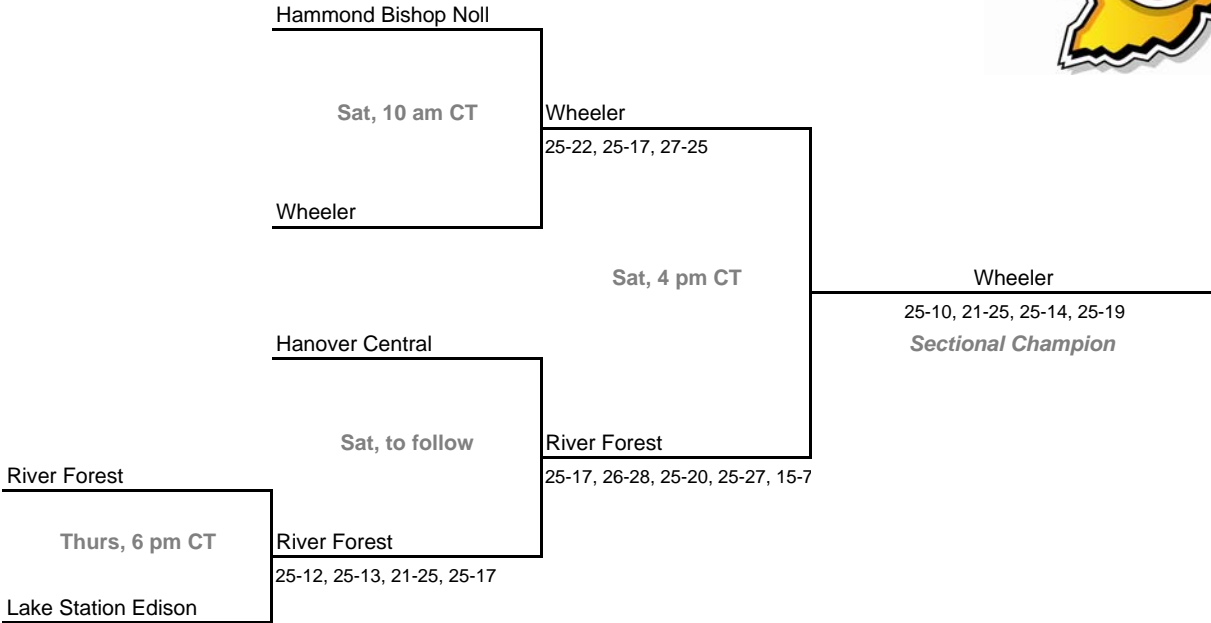 Hammond Bishop Noll
Sat, 10 am CT
Wheeler
25-22, 25-17, 27-25
Wheeler
Sat, 4 pm CT
Wheeler
25-10, 21-25, 25-14, 25-19
Sectional Champion
Hanover Central
Sat, to follow
River Forest
25-17, 26-28, 25-20, 25-27, 15-7
River Forest
Thurs, 6 pm CT
River Forest
25-12, 25-13, 21-25, 25-17
Lake Station Edison